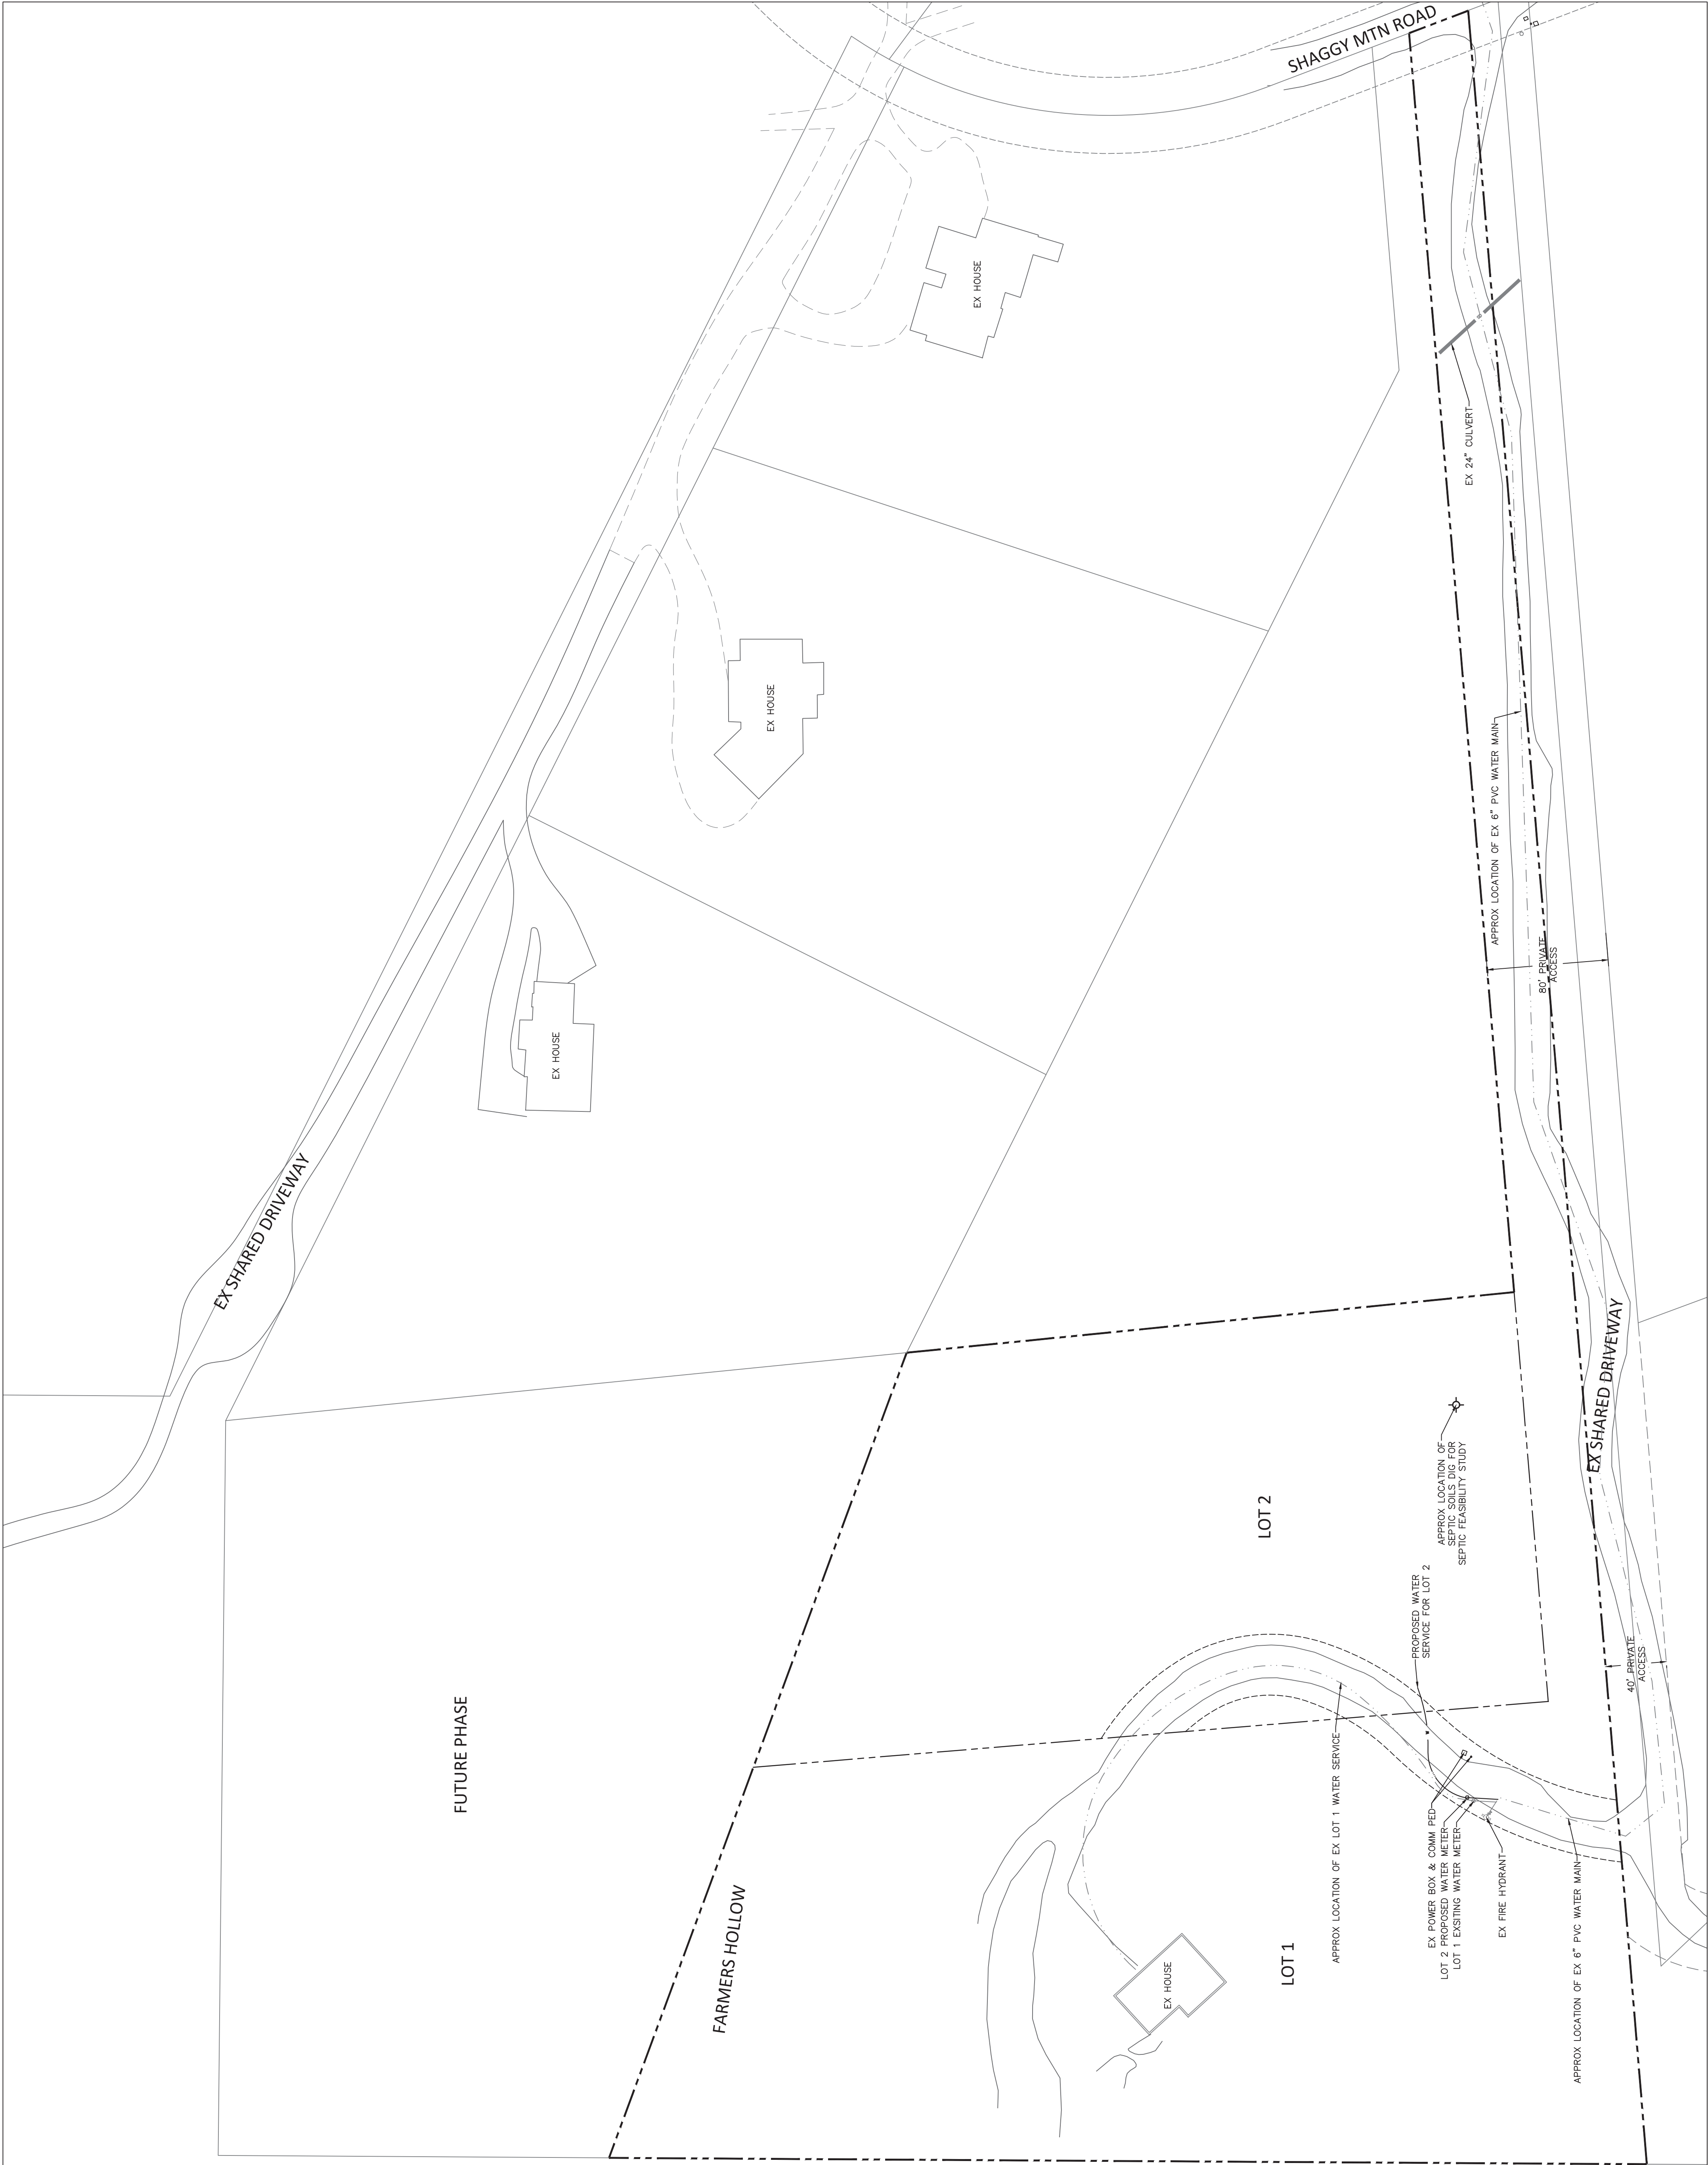 SHAGGY MTN ROAD
EX HOUSE
EX 24" CULVERT
EX HOUSE
APPROX LOCATION OF EX 6" PVC WATER MAIN
80' PRIVATE
ACCESS
EX HOUSE
EX SHARED DRIVEWAY
EX SHARED DRIVEWAY
APPROX LOCATION OF
SEPTIC SOILS DIG FOR
SEPTIC FEASIBILITY STUDY
LOT 2
PROPOSED WATER
SERVICE FOR LOT 2
40' PRIVATE
ACCESS
FUTURE PHASE
FARMERS HOLLOW
APPROX LOCATION OF EX LOT 1 WATER SERVICE
EX POWER BOX & COMM PED
LOT 2 PROPOSED WATER METER
LOT 1 EXSITING WATER METER
EX FIRE HYDRANT
LOT 1
EX HOUSE
APPROX LOCATION OF EX 6" PVC WATER MAIN